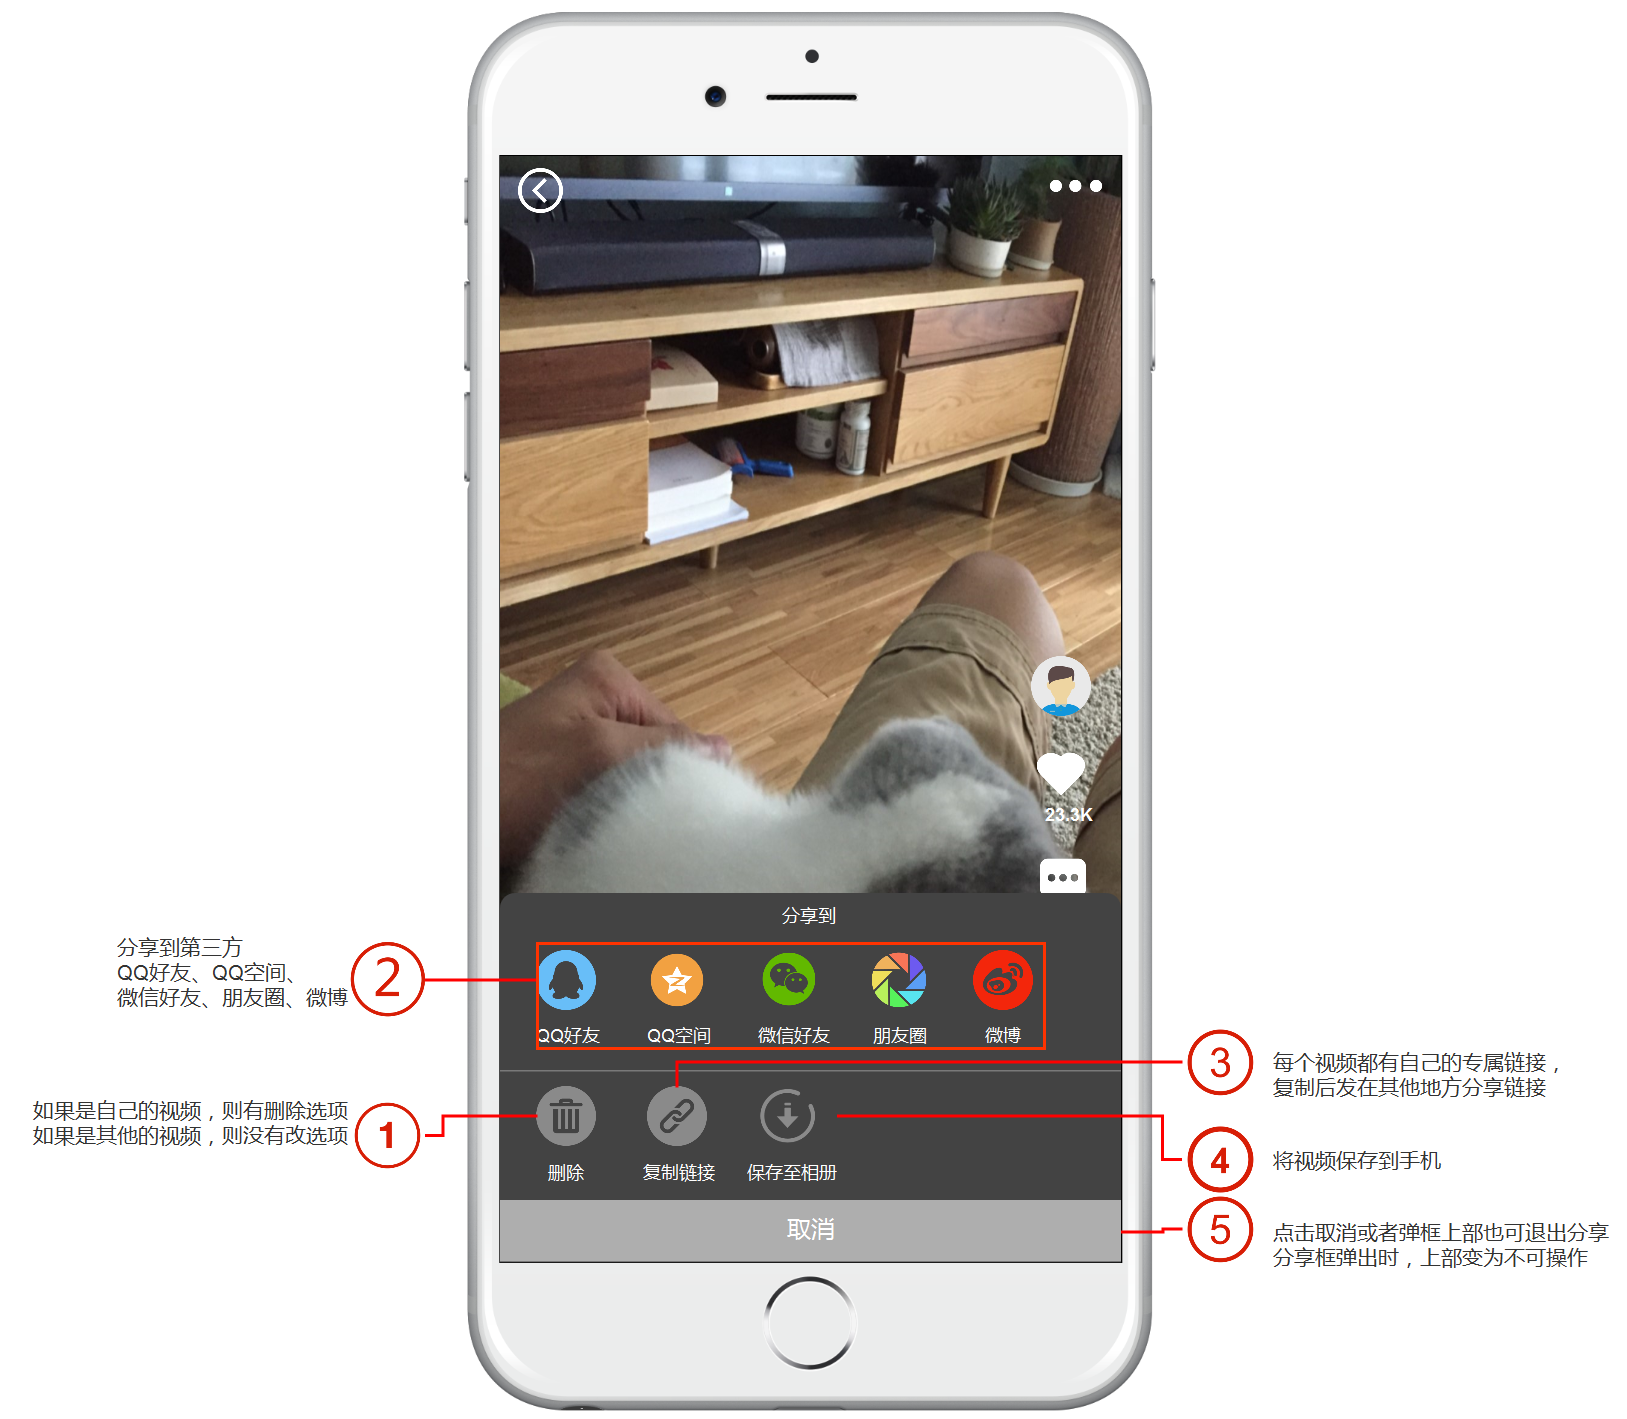 23.3K
分享到
分享到第三方
QQ好友、QQ空间、
微信好友、朋友圈、微博
2
QQ好友
QQ空间
微信好友
朋友圈
微博
3
每个视频都有自己的专属链接，
复制后发在其他地方分享链接
如果是自己的视频，则有删除选项
如果是其他的视频，则没有改选项
1
删除
复制链接
保存至相册
4
将视频保存到手机
取消
5
点击取消或者弹框上部也可退出分享
分享框弹出时，上部变为不可操作